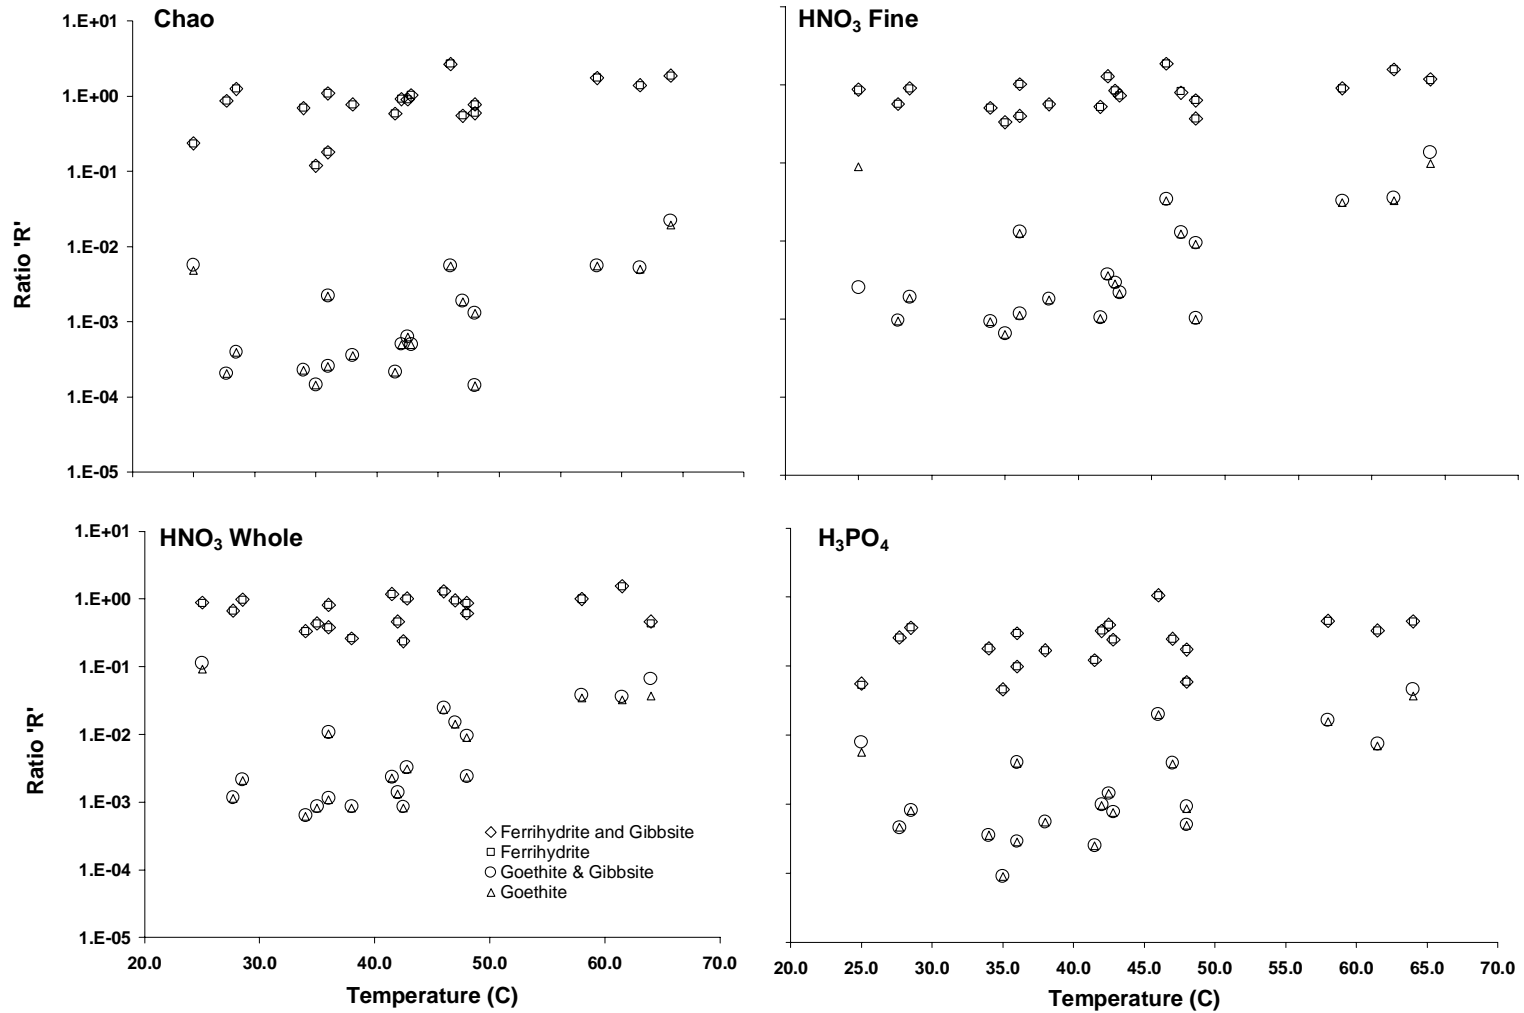 Chao
1.E+01
1.E+00
1.E-01
1.E-02
1.E-03
1.E-04
1.E-05
Ratio 'R'
HNO₃ Fine
HNO₃ Whole
1.E+01
1.E+00
1.E-01
1.E-02
1.E-03
1.E-04
1.E-05
Ratio 'R'
Ferrihydrite and Gibbsite
Ferrihydrite
Goethite & Gibbsite
Goethite
20.0 30.0 40.0 50.0 60.0 70.0
Temperature (C)
H₃PO₄
20.0 25.0 30.0 35.0 40.0 45.0 50.0 55.0 60.0 65.0 70.0
Temperature (C)